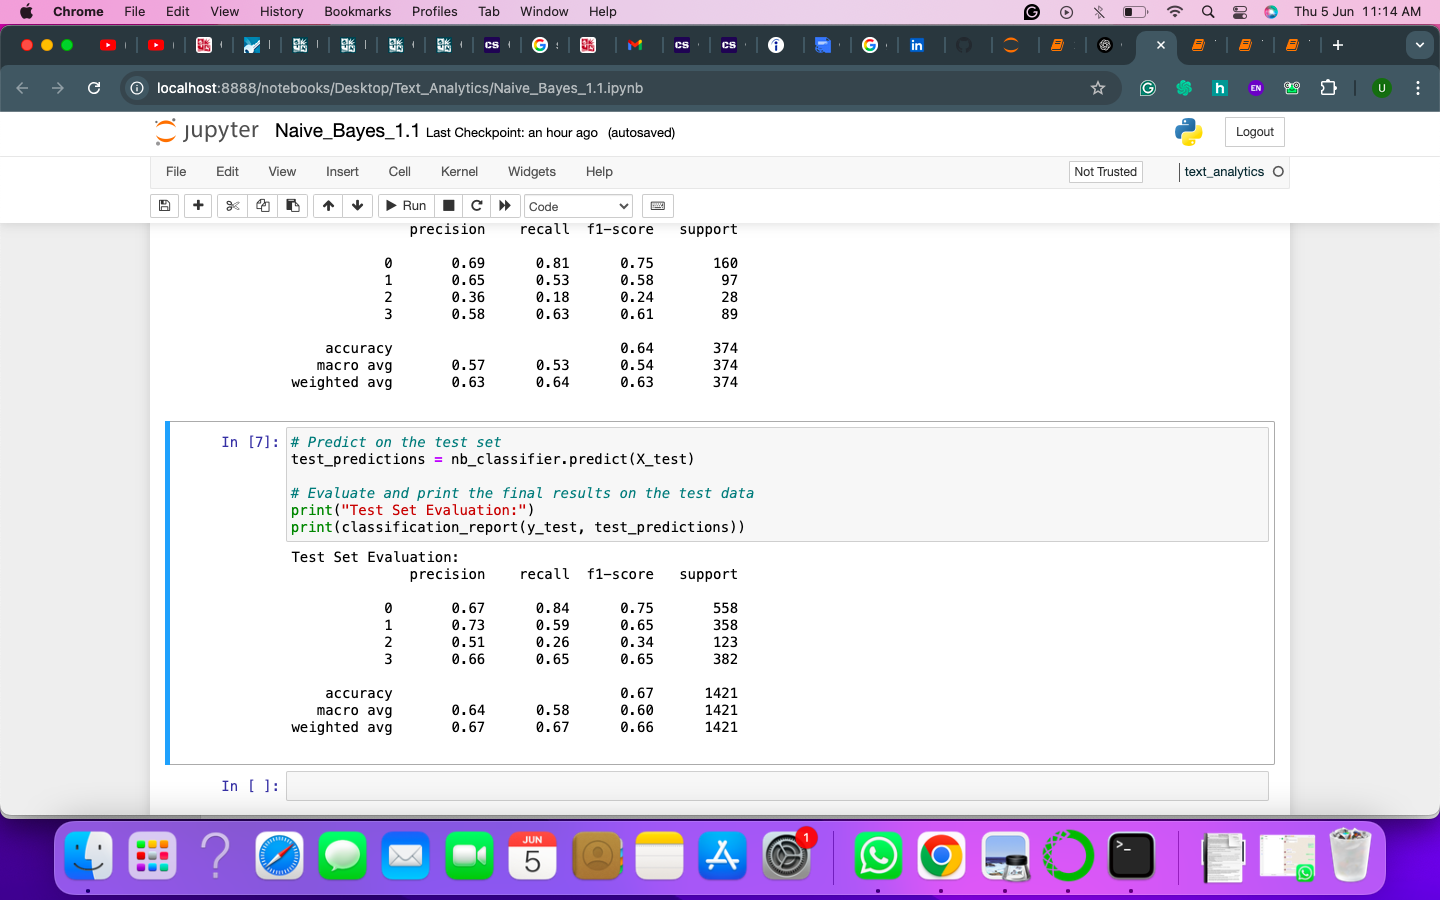 Chrome File Edit View History Bookmarks Profiles Tab Window Help Thu 5 Jun 11:14 AM
localhost:8888/notebooks/Desktop/Text_Analytics/Naive_Bayes_1.1.ipynb
jupyter Naive_Bayes_1.1 Last Checkpoint: an hour ago (autosaved) Logout
File Edit View Insert Cell Kernel Widgets Help Not Trusted text_analytics
Run Code
precision recall f1-score support
0 0.69 0.81 0.75 160
1 0.65 0.53 0.58 97
2 0.36 0.18 0.24 28
3 0.58 0.63 0.61 89
accuracy 0.64 374
macro avg 0.57 0.53 0.54 374
weighted avg 0.63 0.64 0.63 374
In [7]: # Predict on the test set
test_predictions = nb_classifier.predict(X_test)
# Evaluate and print the final results on the test data
print("Test Set Evaluation:")
print(classification_report(y_test, test_predictions))
Test Set Evaluation:
precision recall f1-score support
0 0.67 0.84 0.75 558
1 0.73 0.59 0.65 358
2 0.51 0.26 0.34 123
3 0.66 0.65 0.65 382
accuracy 0.67 1421
macro avg 0.64 0.58 0.60 1421
weighted avg 0.67 0.67 0.66 1421
In [ ]:
JUN
5
1